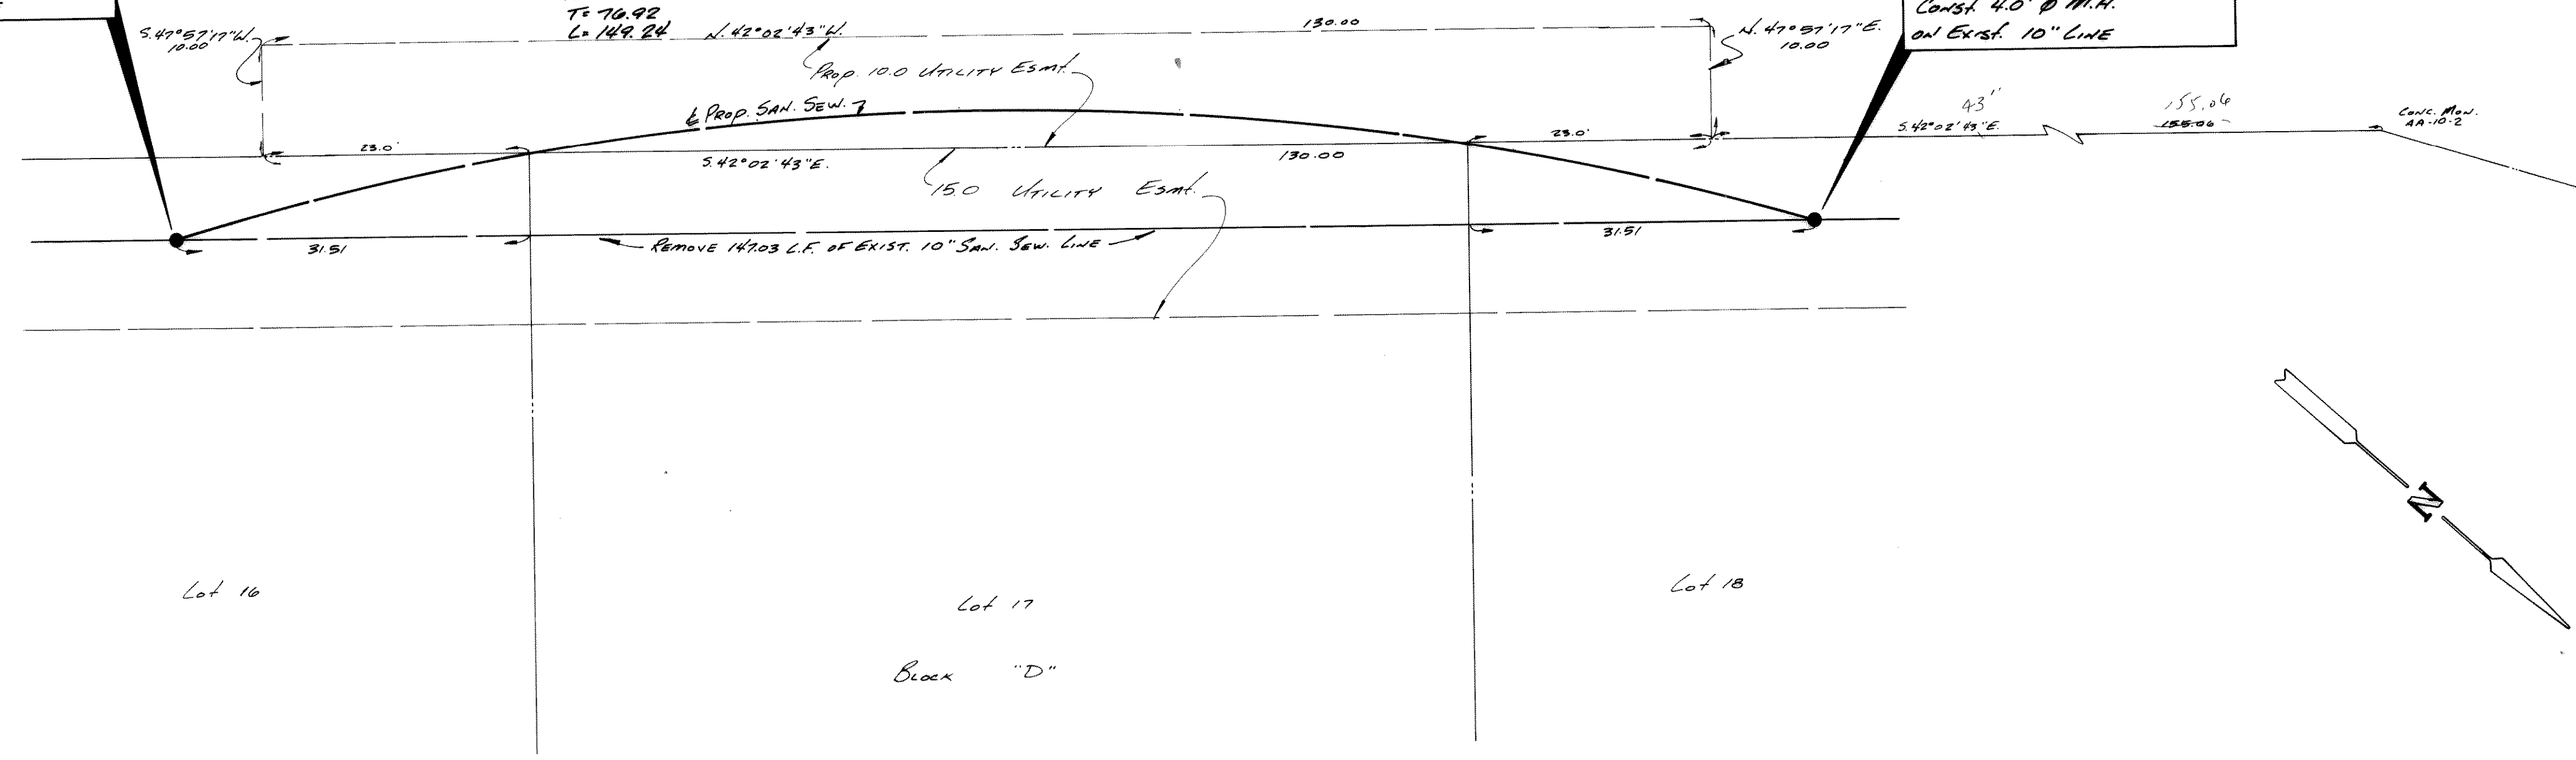 T= 76.92
L= 149.24
N. 42°02'43"W.
130.00
Const. 4.0' Ø M.H.
on Exist. 10" Line
S. 47°57'17"W.
10.00
N. 47°57'17"E.
10.00
Prop. 10.0 Utility Esmt.
℄ Prop. San. Sew.
43"
155.06
S. 42°02'43"E.
155.06
Conc. Mon.
AA-10-2
23.0'
23.0'
S. 42°02'43"E.
130.00
15.0 Utility Esmt.
31.51
Remove 147.03 L.F. of Exist. 10" San. Sew. Line
31.51
N
Lot 16
Lot 17
Lot 18
Block "D"